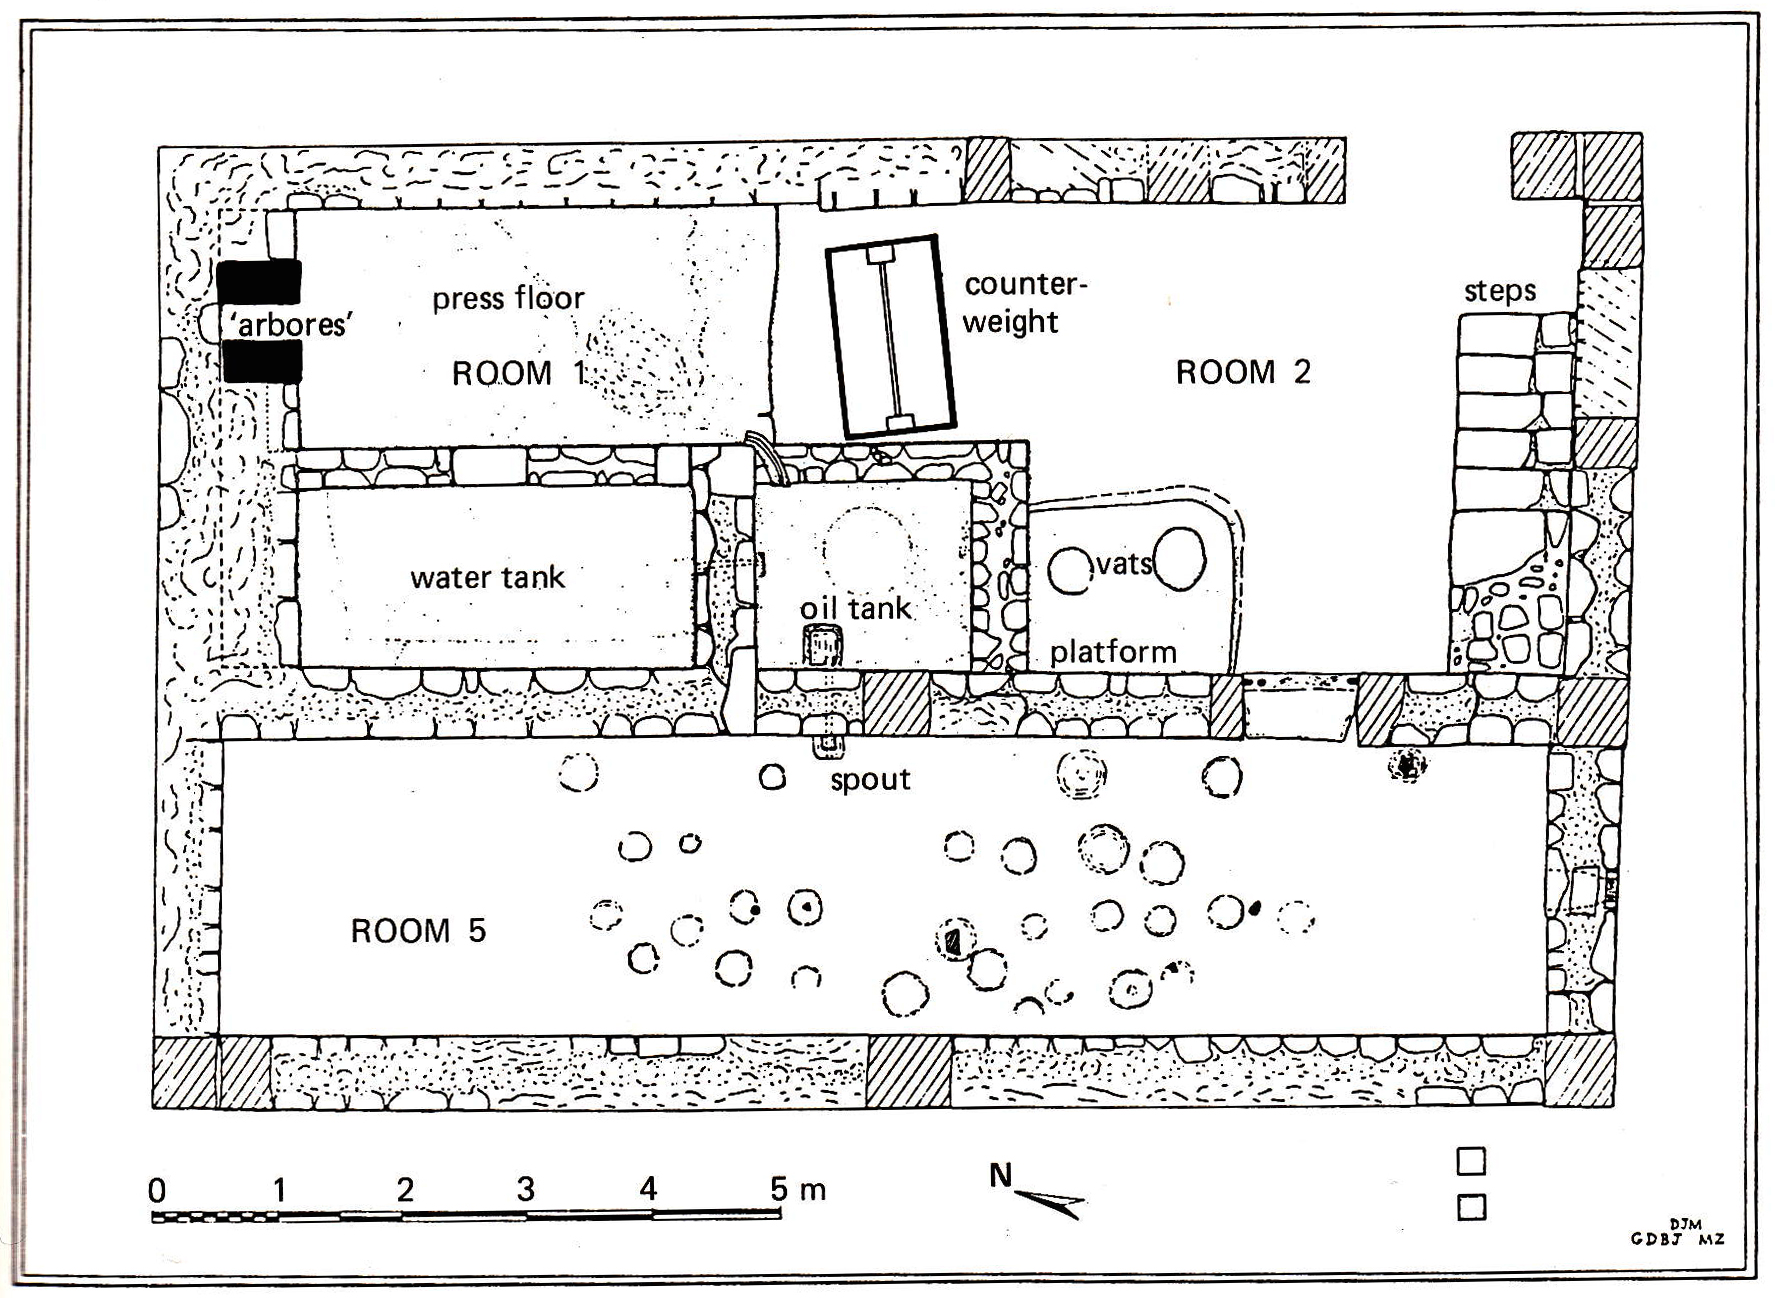 press floor
'arbores'
ROOM 1
counter-
weight
ROOM 2
steps
water tank
oil tank
vats
platform
spout
ROOM 5
0 1 2 3 4 5 m
N
DJM
GDBJ MZ